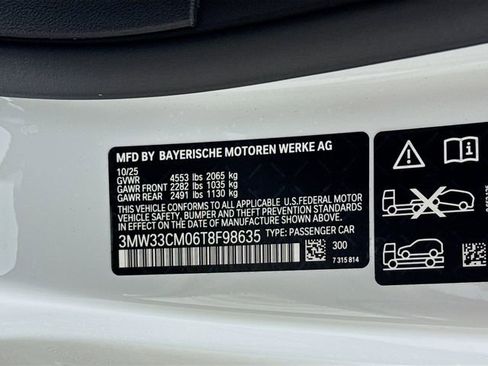 MFD BY BAYERISCHE MOTOREN WERKE AG
10/25
GVWR 4553 lbs 2065 kg
GAWR FRONT 2282 lbs 1035 kg
GAWR REAR 2491 lbs 1130 kg
THIS VEHICLE CONFORMS TO ALL APPLICABLE U.S. FEDERAL MOTOR
VEHICLE SAFETY, BUMPER AND THEFT PREVENTION STANDARDS IN
EFFECT ON THE DATE OF MANUFACTURE SHOWN ABOVE.
3MW33CM06T8F98635 TYPE: PASSENGER CAR
300
7 315 814